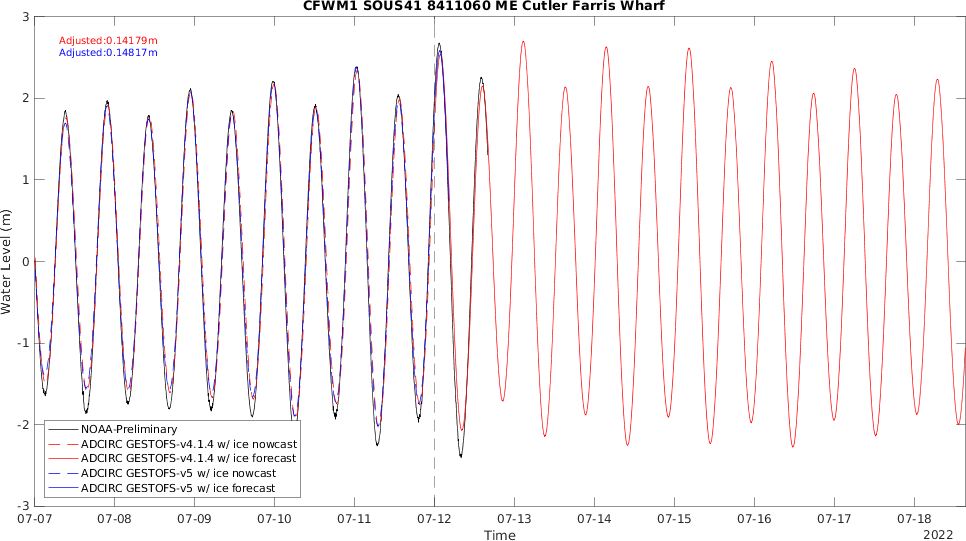 CFWM1 SOUS41 8411060 ME Cutler Farris Wharf
Adjusted:0.14179m
Adjusted:0.14817m
3
2
1
0
-1
-2
-3
Water Level (m)
NOAA-Preliminary
ADCIRC GESTOFS-v4.1.4 w/ ice nowcast
ADCIRC GESTOFS-v4.1.4 w/ ice forecast
ADCIRC GESTOFS-v5 w/ ice nowcast
ADCIRC GESTOFS-v5 w/ ice forecast
07-07 07-08 07-09 07-10 07-11 07-12 07-13 07-14 07-15 07-16 07-17 07-18
Time
2022